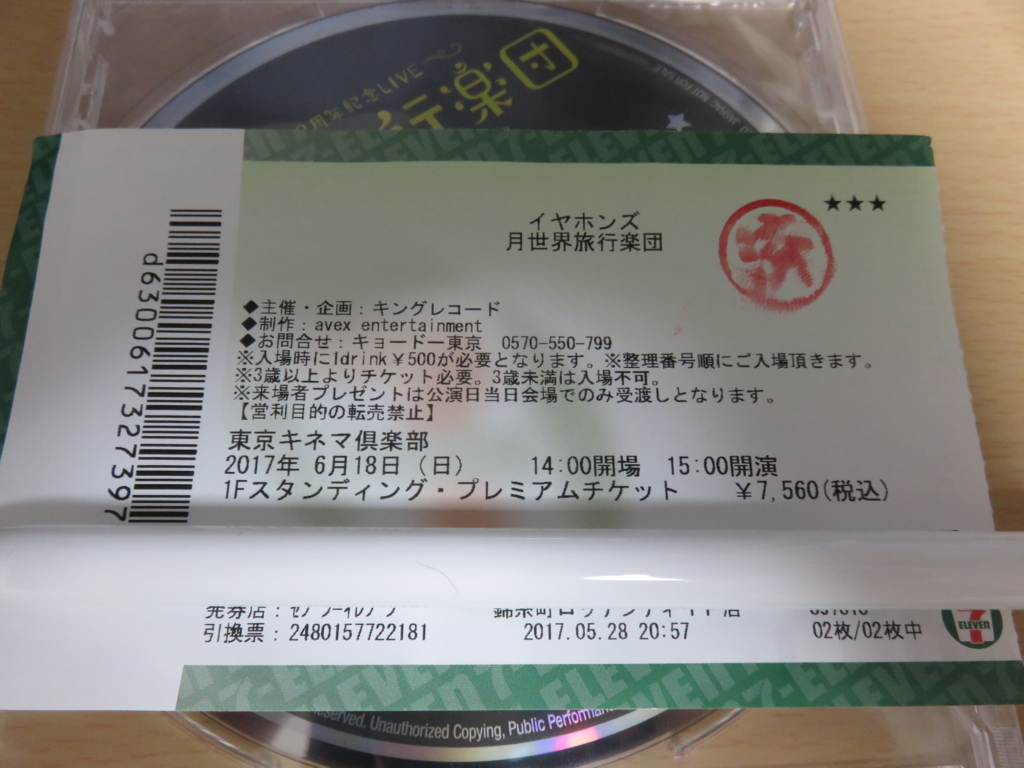 周年記念LIVE
行楽団
NOT FOR SALE
7-ELEVEN
イヤホンズ
月世界旅行楽団
済
★★★
d630061732739７
◆主催・企画：キングレコード
◆制作：avex entertainment
◆お問合せ：キョードー東京 0570-550-799
※入場時に1drink￥500が必要となります。※整理番号順にご入場頂きます。
※3歳以上よりチケット必要。3歳未満は入場不可。
※来場者プレゼントは公演日当日会場でのみ受渡しとなります。
【営利目的の転売禁止】
東京キネマ倶楽部
2017年 6月18日（日） 14:00開場 15:00開演
1Fスタンディング・プレミアムチケット ￥7,560(税込)
発券店：
引換票：2480157722181 2017.05.28 20:57 02枚/02枚中
7 ELEVEN
7-ELEVEN
Unauthorized Copying, Public